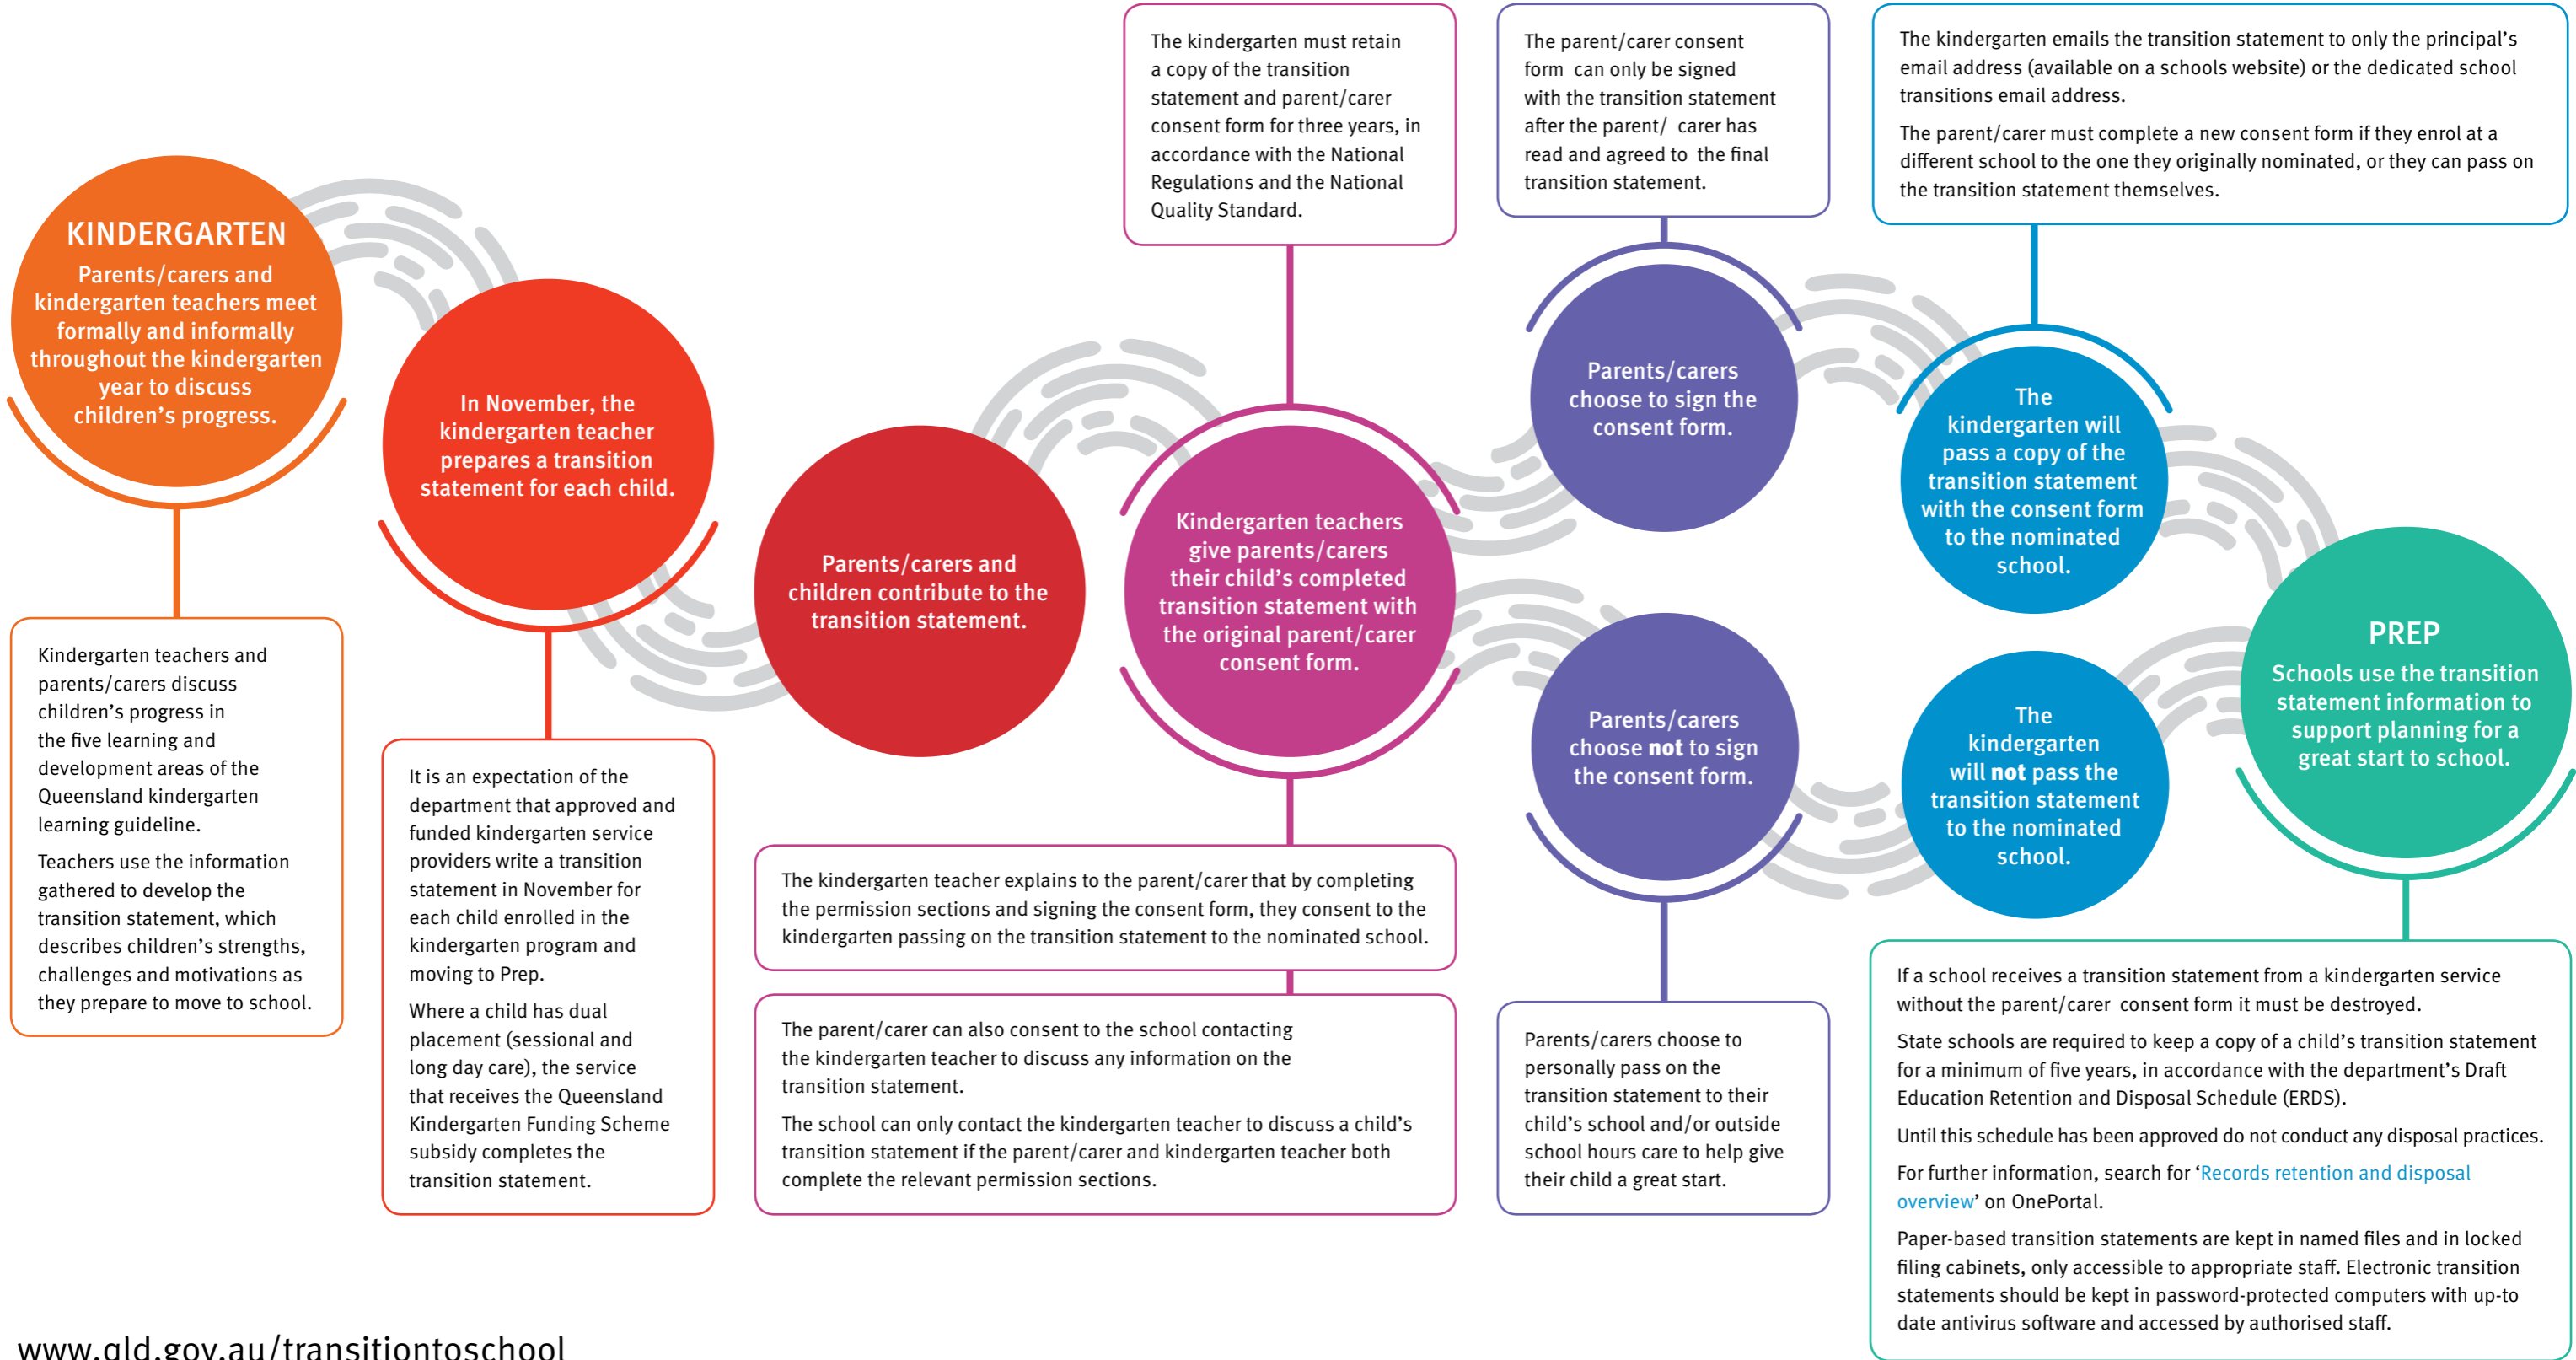 KINDERGARTEN
Parents/carers and
kindergarten teachers meet
formally and informally
throughout the kindergarten
year to discuss
children's progress.
Kindergarten teachers and
parents/carers discuss
children's progress in
the five learning and
development areas of the
Queensland kindergarten
learning guideline.
Teachers use the information
gathered to develop the
transition statement, which
describes children's strengths,
challenges and motivations as
they prepare to move to school.
In November, the
kindergarten teacher
prepares a transition
statement for each child.
It is an expectation of the
department that approved and
funded kindergarten service
providers write a transition
statement in November for
each child enrolled in the
kindergarten program and
moving to Prep.
Where a child has dual
placement (sessional and
long day care), the service
that receives the Queensland
Kindergarten Funding Scheme
subsidy completes the
transition statement.
Parents/carers and
children contribute to the
transition statement.
The kindergarten must retain
a copy of the transition
statement and parent/carer
consent form for three years, in
accordance with the National
Regulations and the National
Quality Standard.
Kindergarten teachers
give parents/carers
their child's completed
transition statement with
the original parent/carer
consent form.
The kindergarten teacher explains to the parent/carer that by completing
the permission sections and signing the consent form, they consent to the
kindergarten passing on the transition statement to the nominated school.
The parent/carer can also consent to the school contacting
the kindergarten teacher to discuss any information on the
transition statement.
The school can only contact the kindergarten teacher to discuss a child's
transition statement if the parent/carer and kindergarten teacher both
complete the relevant permission sections.
The parent/carer consent
form can only be signed
with the transition statement
after the parent/ carer has
read and agreed to the final
transition statement.
Parents/carers
choose to sign the
consent form.
Parents/carers
choose not to sign
the consent form.
Parents/carers choose to
personally pass on the
transition statement to their
child's school and/or outside
school hours care to help give
their child a great start.
The kindergarten emails the transition statement to only the principal's
email address (available on a schools website) or the dedicated school
transitions email address.
The parent/carer must complete a new consent form if they enrol at a
different school to the one they originally nominated, or they can pass on
the transition statement themselves.
The
kindergarten will
pass a copy of the
transition statement
with the consent form
to the nominated
school.
The
kindergarten
will not pass the
transition statement
to the nominated
school.
PREP
Schools use the transition
statement information to
support planning for a
great start to school.
If a school receives a transition statement from a kindergarten service
without the parent/carer consent form it must be destroyed.
State schools are required to keep a copy of a child's transition statement
for a minimum of five years, in accordance with the department's Draft
Education Retention and Disposal Schedule (ERDS).
Until this schedule has been approved do not conduct any disposal practices.
For further information, search for 'Records retention and disposal
overview' on OnePortal.
Paper-based transition statements are kept in named files and in locked
filing cabinets, only accessible to appropriate staff. Electronic transition
statements should be kept in password-protected computers with up-to
date antivirus software and accessed by authorised staff.
www.qld.gov.au/transitiontoschool